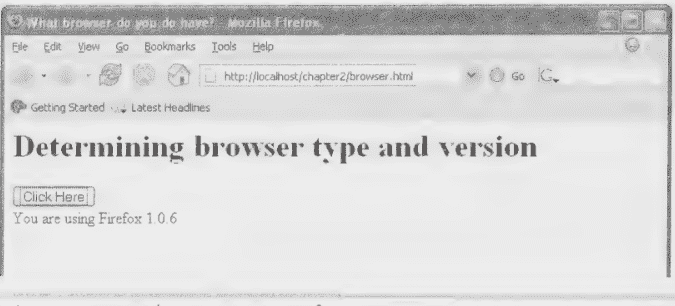 What browser do you do have? - Mozilla Firefox
File Edit View Go Bookmarks Tools Help
http://localhost/chapter2/browser.html Go G
Getting Started Latest Headlines
Determining browser type and version
Click Here
You are using Firefox 1.0.6